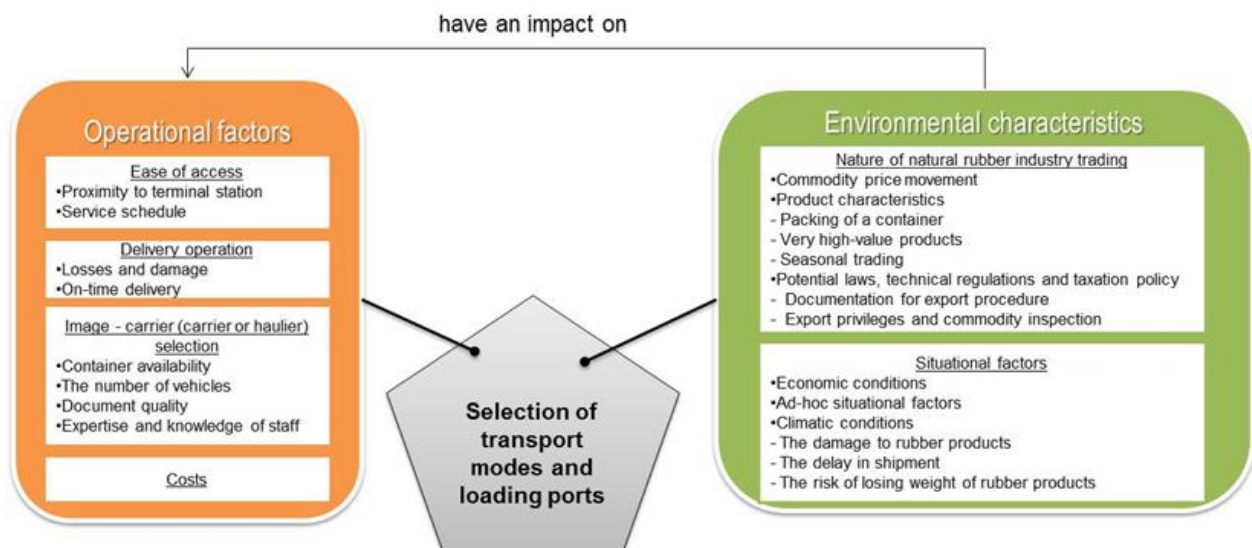 have an impact on
Operational factors
Ease of access
•Proximity to terminal station
•Service schedule
Delivery operation
•Losses and damage
•On-time delivery
Image - carrier (carrier or haulier)
selection
•Container availability
•The number of vehicles
•Document quality
•Expertise and knowledge of staff
Costs
Selection of
transport
modes and
loading ports
Environmental characteristics
Nature of natural rubber industry trading
•Commodity price movement
•Product characteristics
- Packing of a container
- Very high-value products
- Seasonal trading
•Potential laws, technical regulations and taxation policy
- Documentation for export procedure
- Export privileges and commodity inspection
Situational factors
•Economic conditions
•Ad-hoc situational factors
•Climatic conditions
- The damage to rubber products
- The delay in shipment
- The risk of losing weight of rubber products